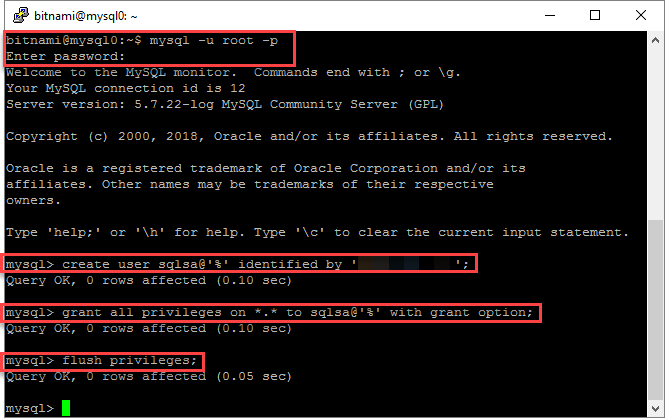 bitnami@mysql0: ~
bitnami@mysql0:~$ mysql -u root -p
Enter password:
Welcome to the MySQL monitor.  Commands end with ; or \g.
Your MySQL connection id is 12
Server version: 5.7.22-log MySQL Community Server (GPL)
Copyright (c) 2000, 2018, Oracle and/or its affiliates. All rights reserved.
Oracle is a registered trademark of Oracle Corporation and/or its
affiliates. Other names may be trademarks of their respective
owners.
Type 'help;' or '\h' for help. Type '\c' to clear the current input statement.
mysql> create user sqlsa@'%' identified by '          ';
Query OK, 0 rows affected (0.10 sec)
mysql> grant all privileges on *.* to sqlsa@'%' with grant option;
Query OK, 0 rows affected (0.10 sec)
mysql> flush privileges;
Query OK, 0 rows affected (0.05 sec)
mysql>